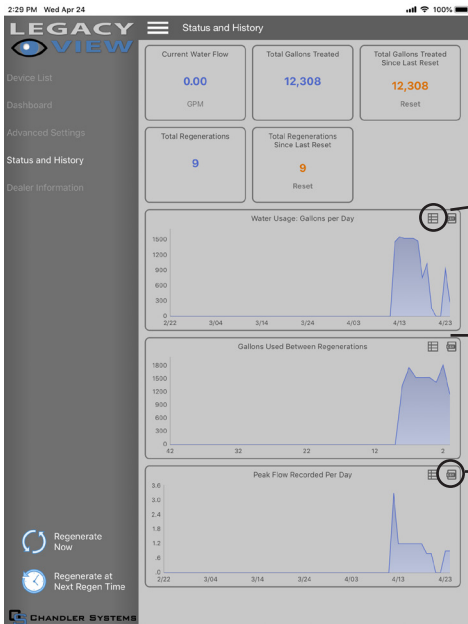 2:29 PM Wed Apr 24
100%
LEGACY
VIEW
Device List
Dashboard
Advanced Settings
Status and History
Dealer Information
Regenerate
Now
Regenerate at
Next Regen Time
CHANDLER SYSTEMS
Status and History
Current Water Flow
0.00
GPM
Total Gallons Treated
12,308
Total Gallons Treated
Since Last Reset
12,308
Reset
Total Regenerations
9
Total Regenerations
Since Last Reset
9
Reset
Water Usage: Gallons per Day
1500
1200
900
600
300
0
2/22 3/04 3/14 3/24 4/03 4/13 4/23
Gallons Used Between Regenerations
1800
1500
1200
900
600
300
0
42 32 22 12 2
Peak Flow Recorded Per Day
3.6
3.0
2.4
1.8
1.2
.6
.0
2/22 3/04 3/14 3/24 4/03 4/13 4/23